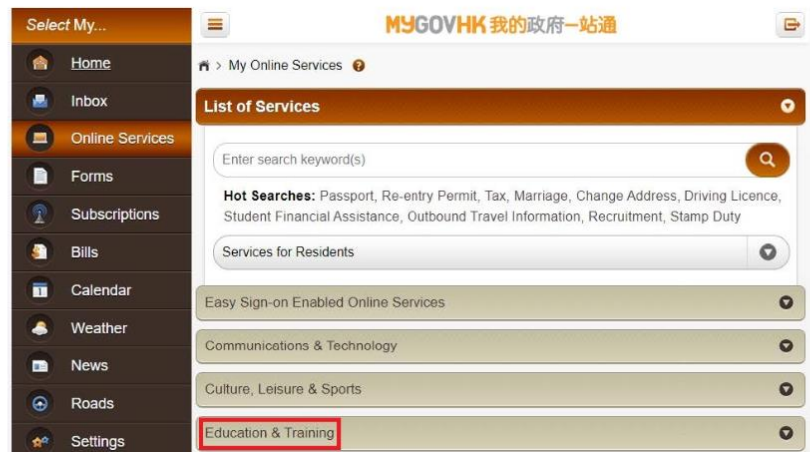 Select My...
Home
Inbox
Online Services
Forms
Subscriptions
Bills
Calendar
Weather
News
Roads
Settings
MYGOVHK 我的政府一站通
> My Online Services
List of Services
Enter search keyword(s)
Hot Searches: Passport, Re-entry Permit, Tax, Marriage, Change Address, Driving Licence,
Student Financial Assistance, Outbound Travel Information, Recruitment, Stamp Duty
Services for Residents
Easy Sign-on Enabled Online Services
Communications & Technology
Culture, Leisure & Sports
Education & Training